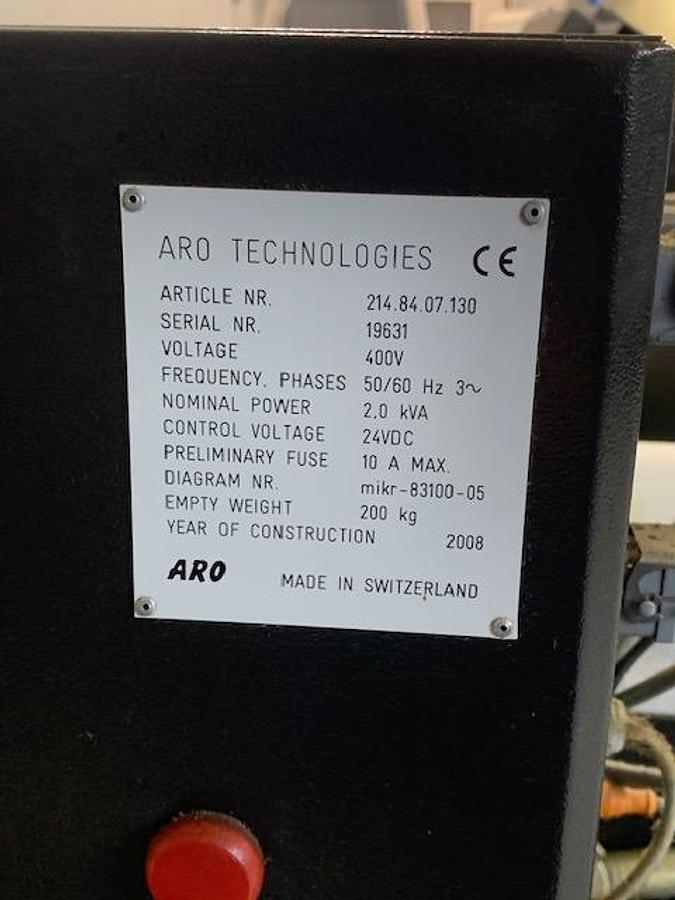 ARO TECHNOLOGIES CE
ARTICLE NR. 214.84.07.130
SERIAL NR. 19631
VOLTAGE 400V
FREQUENCY. PHASES 50/60 Hz 3~
NOMINAL POWER 2.0 kVA
CONTROL VOLTAGE 24VDC
PRELIMINARY FUSE 10 A MAX.
DIAGRAM NR. mikr-83100-05
EMPTY WEIGHT 200 kg
YEAR OF CONSTRUCTION 2008
ARO MADE IN SWITZERLAND